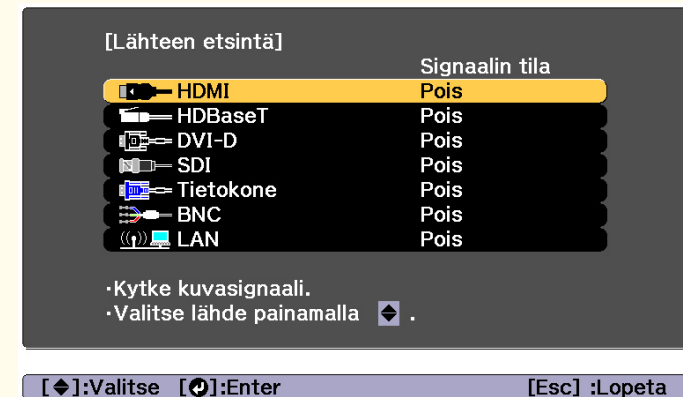 [Lähteen etsintä]
Signaalin tila
HDMI Pois
HDBaseT Pois
DVI-D Pois
SDI Pois
Tietokone Pois
BNC Pois
LAN Pois
·Kytke kuvasignaali.
·Valitse lähde painamalla .
[ ]:Valitse [ ]:Enter [Esc] :Lopeta